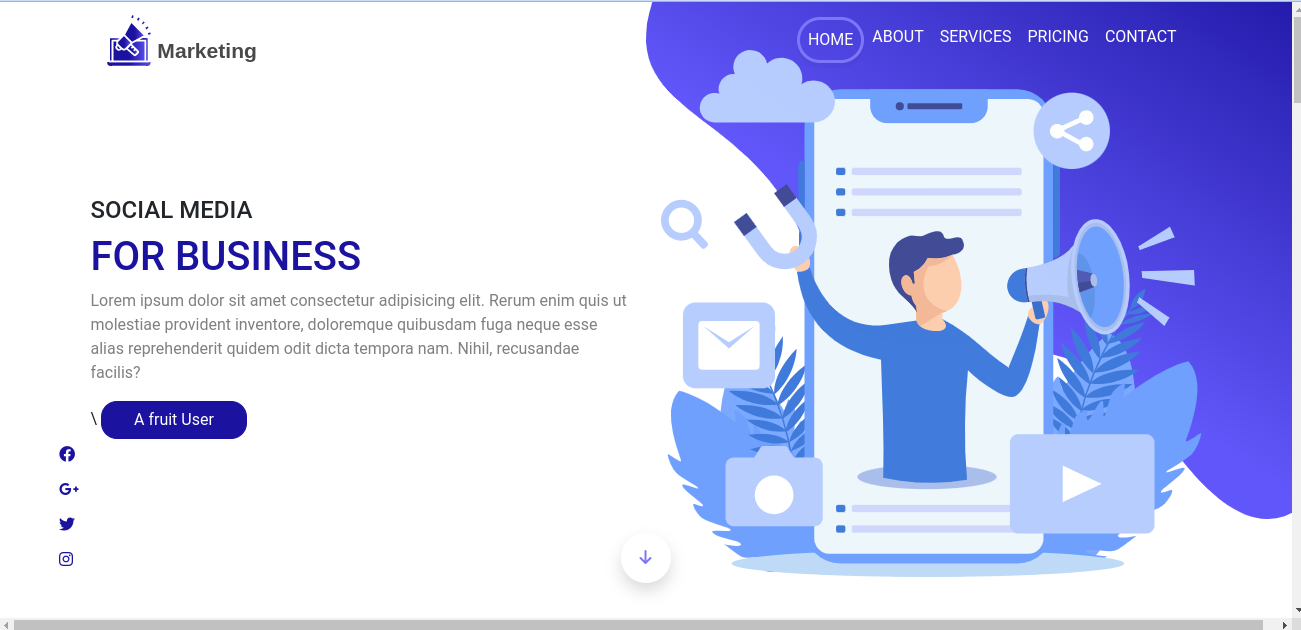 Marketing
HOME ABOUT SERVICES PRICING CONTACT
SOCIAL MEDIA
FOR BUSINESS
Lorem ipsum dolor sit amet consectetur adipisicing elit. Rerum enim quis ut
molestiae provident inventore, doloremque quibusdam fuga neque esse
alias reprehenderit quidem odit dicta tempora nam. Nihil, recusandae
facilis?
\ A fruit User